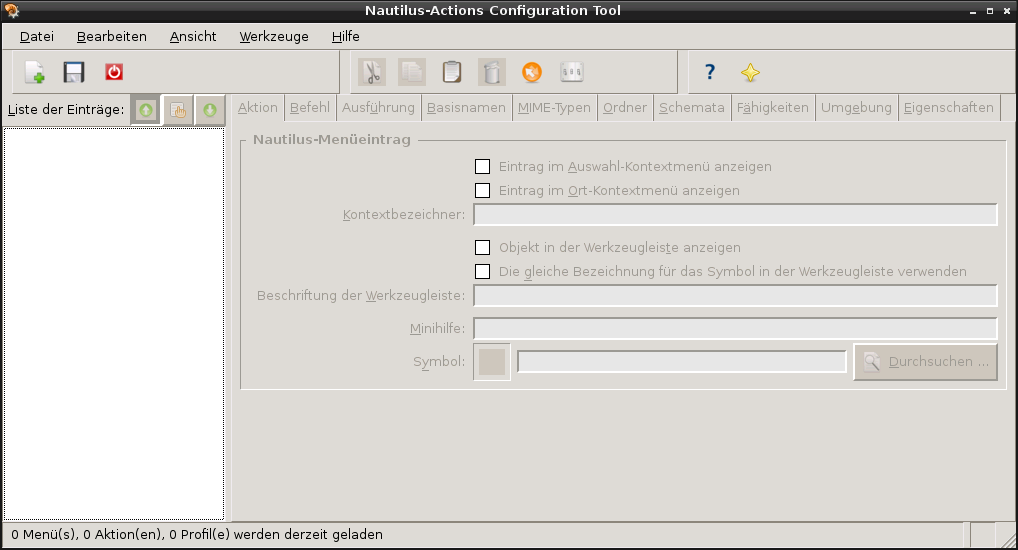 Nautilus-Actions Configuration Tool
Datei Bearbeiten Ansicht Werkzeuge Hilfe
Liste der Einträge:
Aktion Befehl Ausführung Basisnamen MIME-Typen Ordner Schemata Fähigkeiten Umgebung Eigenschaften
Nautilus-Menüeintrag
Eintrag im Auswahl-Kontextmenü anzeigen
Eintrag im Ort-Kontextmenü anzeigen
Kontextbezeichner:
Objekt in der Werkzeugleiste anzeigen
Die gleiche Bezeichnung für das Symbol in der Werkzeugleiste verwenden
Beschriftung der Werkzeugleiste:
Minihilfe:
Symbol: Durchsuchen ...
0 Menü(s), 0 Aktion(en), 0 Profil(e) werden derzeit geladen